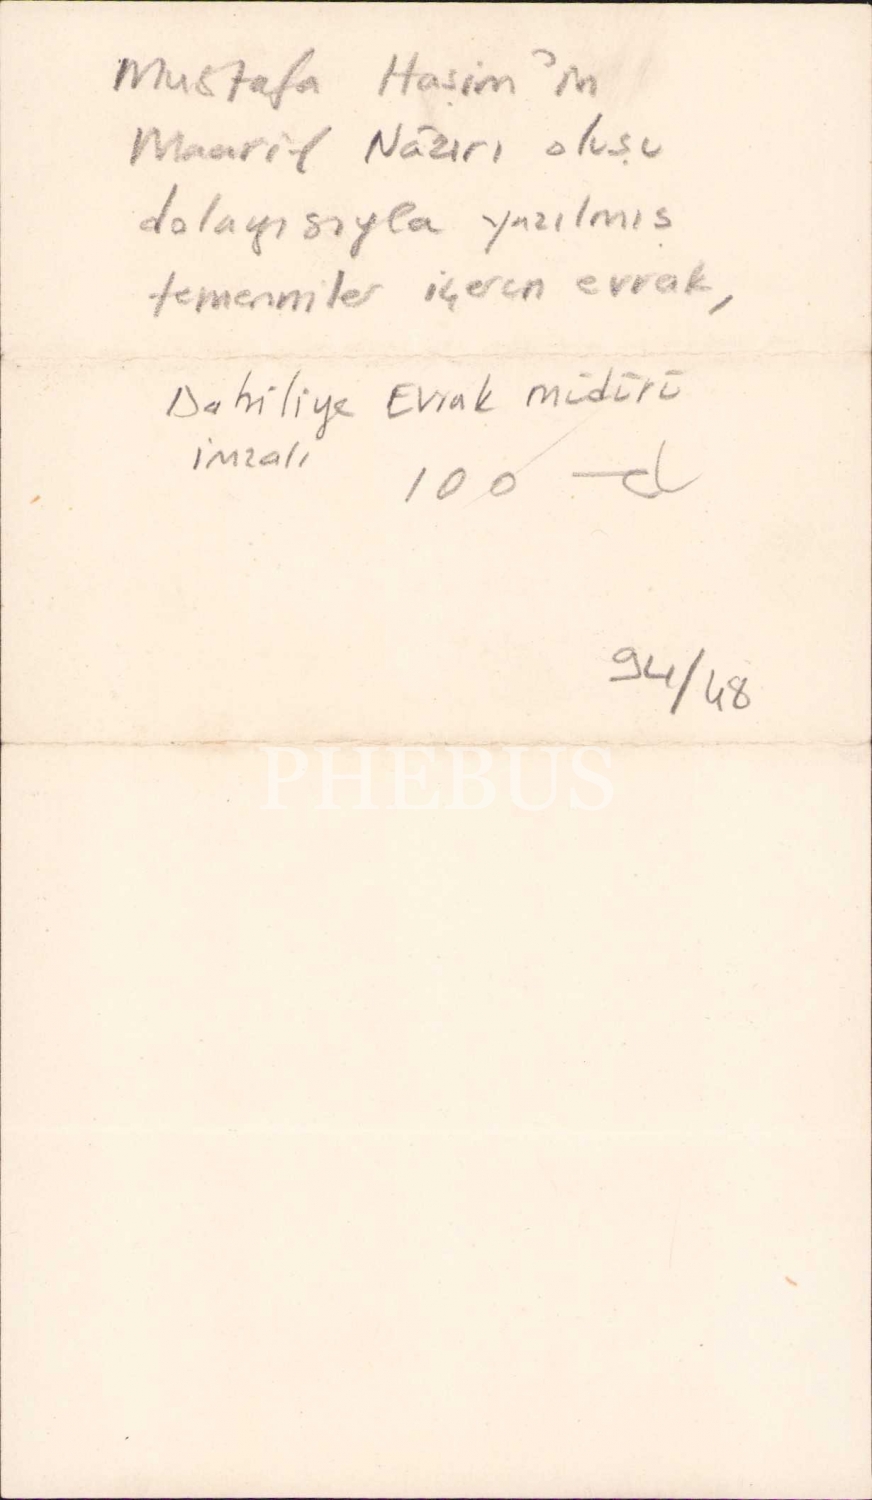 Mustafa Haşim'in
Maarif Nâzırı oluşu
dolayısıyla yazılmış
temenniler içeren evrak,
Dahiliye Evrak müdürü
imzalı
100
94/48
PHEBUS